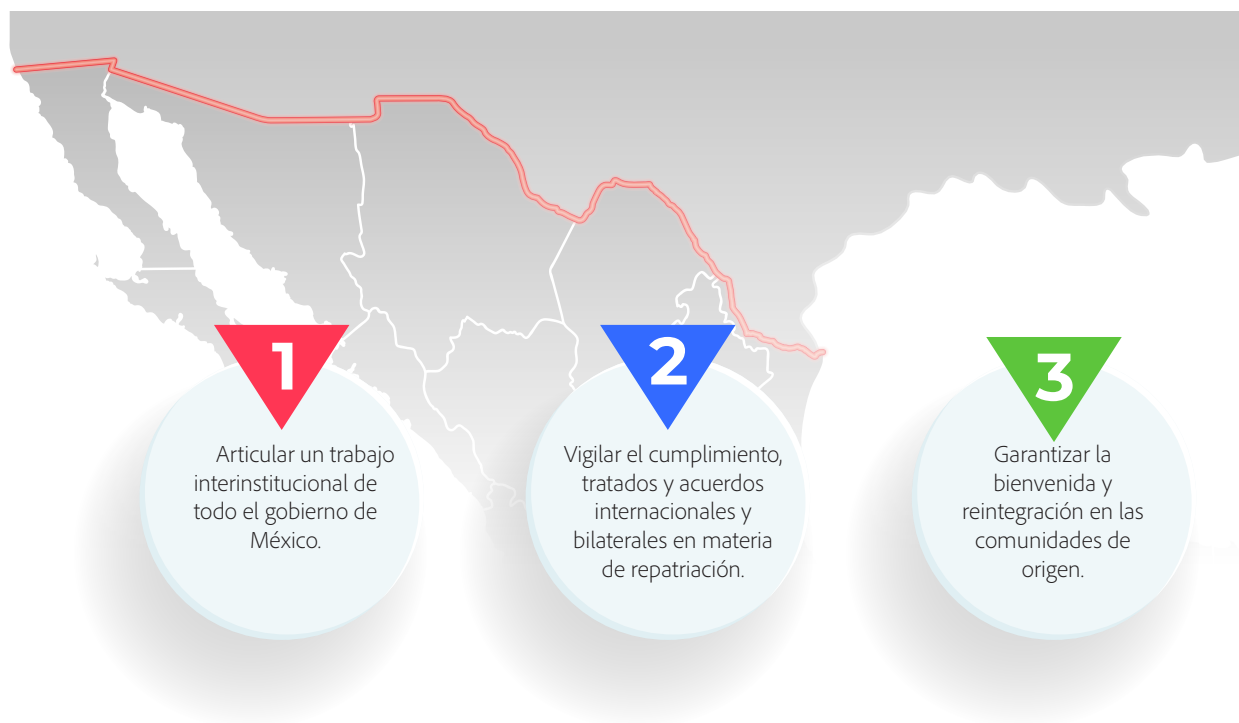 1
Articular un trabajo
interinstitucional de
todo el gobierno de
México.
2
Vigilar el cumplimiento,
tratados y acuerdos
internacionales y
bilaterales en materia
de repatriación.
3
Garantizar la
bienvenida y
reintegración en las
comunidades de
origen.